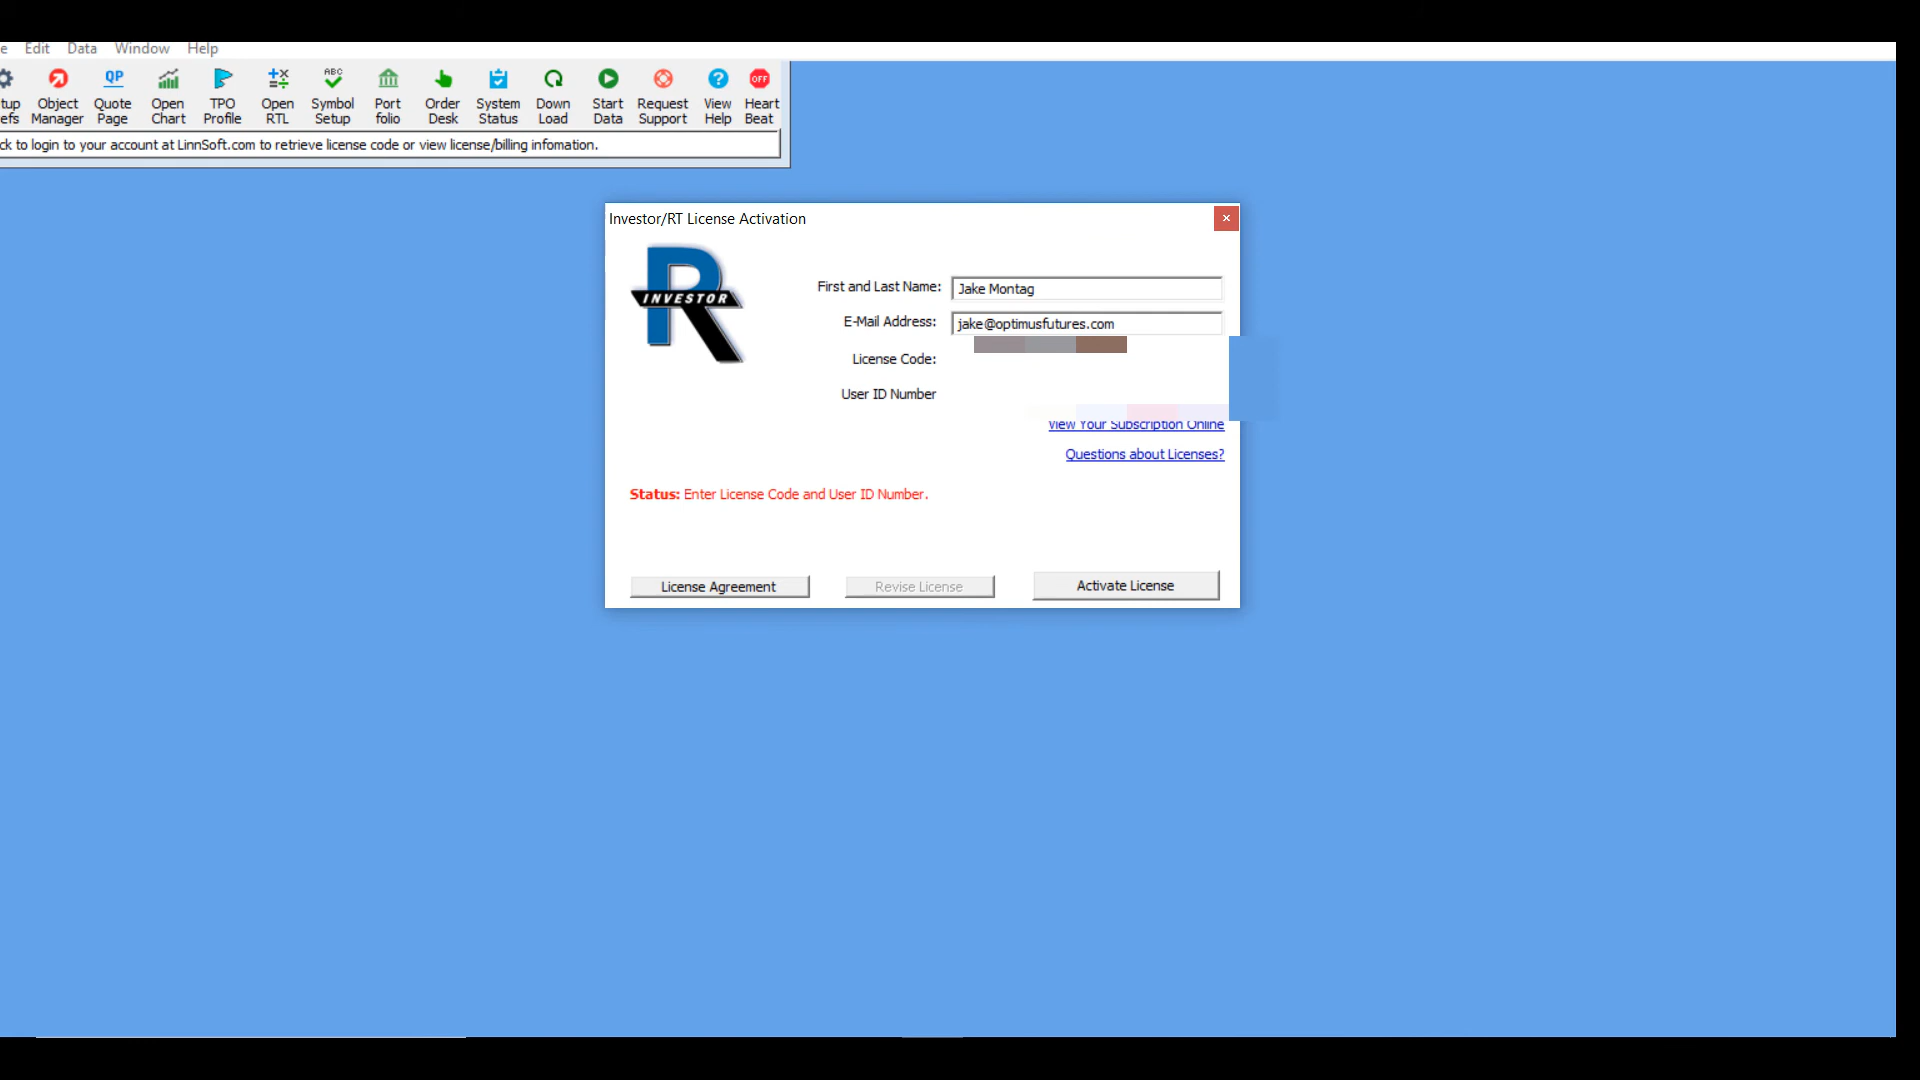 e Edit Data Window Help
QP ABC OFF
tup Object Quote Open TPO Open Symbol Port Order System Down Start Request View Heart
efs Manager Page Chart Profile RTL Setup folio Desk Status Load Data Support Help Beat
ck to login to your account at LinnSoft.com to retrieve license code or view license/billing infomation.
Investor/RT License Activation
INVESTOR
First and Last Name: Jake Montag
E-Mail Address: jake@optimusfutures.com
License Code:
User ID Number
View Your Subscription Online
Questions about Licenses?
Status: Enter License Code and User ID Number.
License Agreement Revise License Activate License